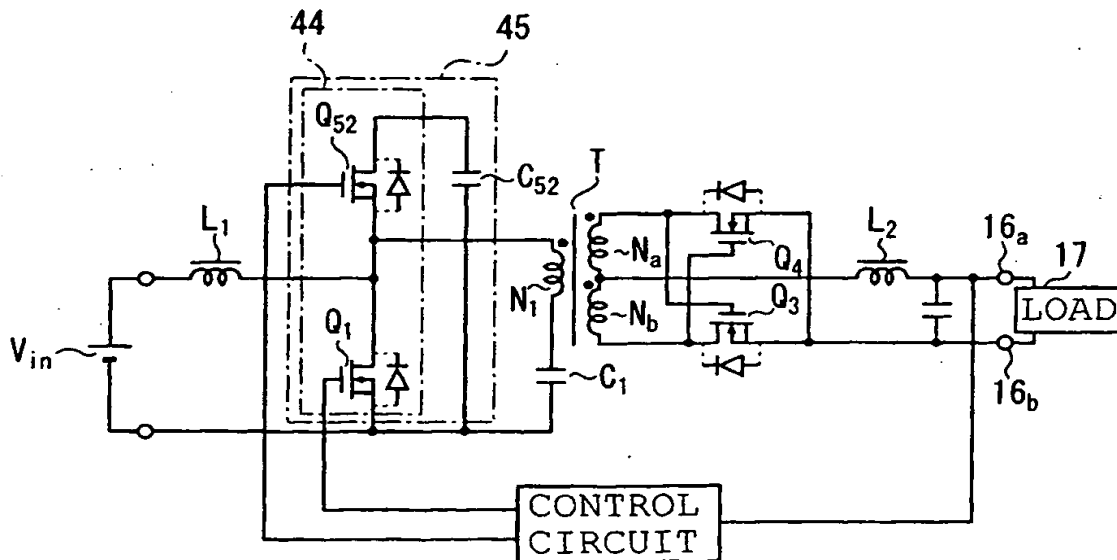 44
45
Q52
C52
T
L1
Na
Q4
L2
16a
17
LOAD
N1
Nb
Q3
Q1
Vin
C1
16b
CONTROL
CIRCUIT